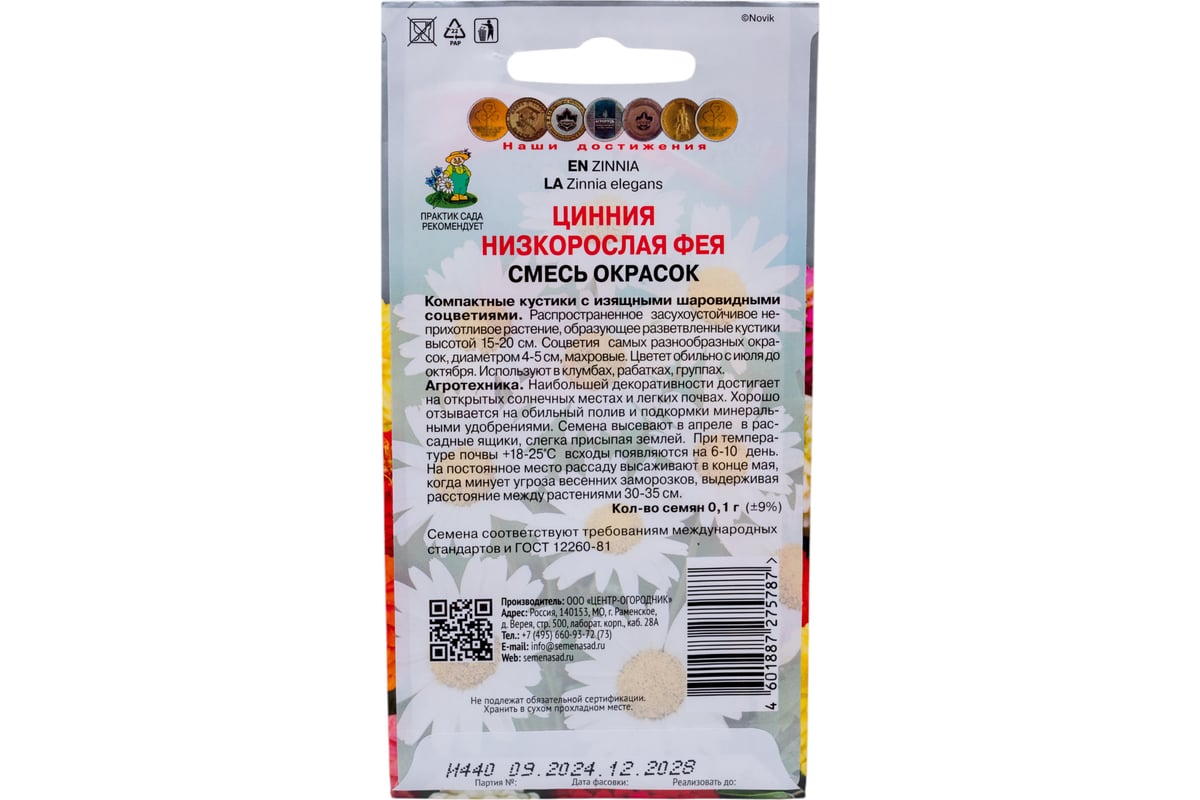 ©Novik
22
PAP
Наши достижения
EN ZINNIA
LA Zinnia elegans
ПРАКТИК САДА
РЕКОМЕНДУЕТ
ЦИННИЯ
НИЗКОРОСЛАЯ ФЕЯ
СМЕСЬ ОКРАСОК
Компактные кустики с изящными шаровидными
соцветиями. Распространенное засухоустойчивое не-
прихотливое растение, образующее разветвленные кустики
высотой 15-20 см. Соцветия самых разнообразных окра-
сок, диаметром 4-5 см, махровые. Цветет обильно с июля до
октября. Используют в клумбах, рабатках, группах.
Агротехника. Наибольшей декоративности достигает
на открытых солнечных местах и легких почвах. Хорошо
отзывается на обильный полив и подкормки минераль-
ными удобрениями. Семена высевают в апреле в рас-
садные ящики, слегка присыпая землей. При темпера-
туре почвы +18-25°С всходы появляются на 6-10 день.
На постоянное место рассаду высаживают в конце мая,
когда минует угроза весенних заморозков, выдерживая
расстояние между растениями 30-35 см.
Кол-во семян 0,1 г (±9%)
Семена соответствуют требованиям международных
стандартов и ГОСТ 12260-81
Производитель: ООО «ЦЕНТР-ОГОРОДНИК»
Адрес: Россия, 140153, МО, г. Раменское,
д. Верея, стр. 500, лаборат. корп., каб. 28А
Тел.: +7 (495) 660-93-72 (73)
E-mail: info@semenasad.ru
Web: semenasad.ru
4 601887 275787 >
Не подлежат обязательной сертификации.
Хранить в сухом прохладном месте.
И440 09.2024.12.2028
Партия №: Дата фасовки: Реализовать до: